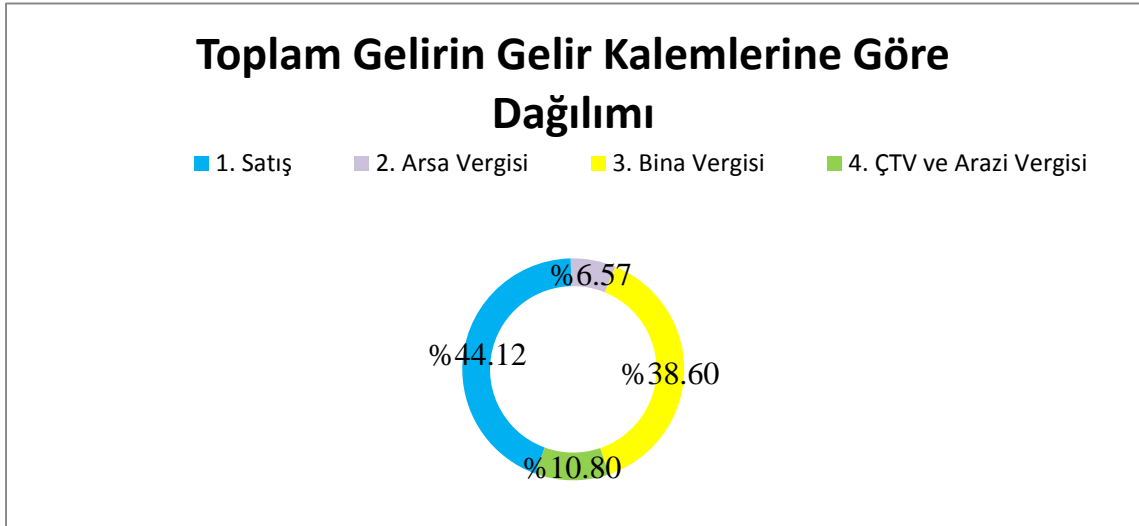 Toplam Gelirin Gelir Kalemlerine Göre
Dağılımı
1. Satış 2. Arsa Vergisi 3. Bina Vergisi 4. ÇTV ve Arazi Vergisi
%6.57
%44.12
%38.60
%10.80